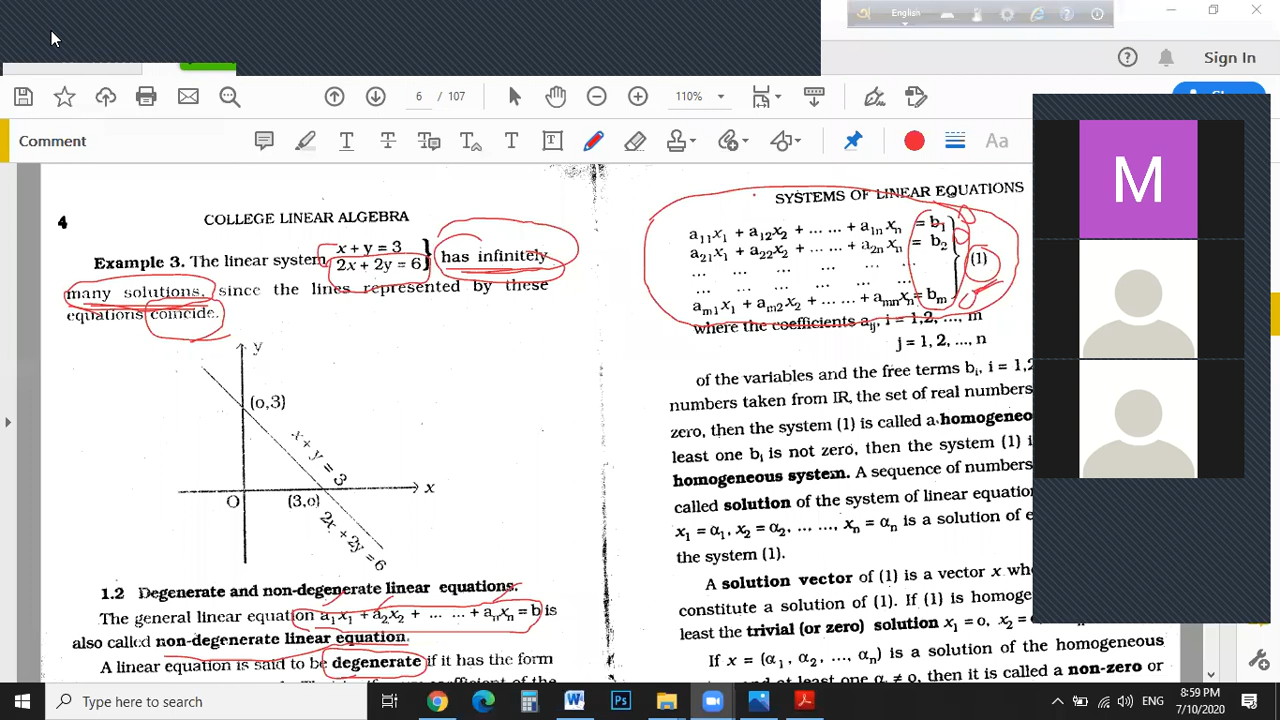 English
Sign In
6 / 107
110%
Comment
Aa
M
4
COLLEGE LINEAR ALGEBRA
x + y = 3
Example 3. The linear system
2x + 2y = 6
has infinitely
many solutions, since the lines represented by these
equations coincide.
y
(o,3)
x + y = 3
O
(3,o)
x
2x + 2y = 6
1.2 Degenerate and non-degenerate linear equations.
The general linear equation a1x1 + a2x2 + ... ... + anxn = b is
also called non-degenerate linear equation.
A linear equation is said to be degenerate if it has the form
SYSTEMS OF LINEAR EQUATIONS
a11x1 + a12x2 + ... ... + a1nxn = b1
a21x1 + a22x2 + ... ... + a2nxn = b2
... ... ... ... ...
(1)
... ... ... ... ...
am1x1 + am2x2 + ... ... + amnxn = bm
where the coefficients aij, i = 1,2, ..., m
j = 1, 2, ..., n
of the variables and the free terms bi, i = 1,2
numbers taken from IR, the set of real numbers
zero, then the system (1) is called a homogeneo
least one bi is not zero, then the system (1) i
homogeneous system. A sequence of numbers
called solution of the system of linear equation
x1 = α1, x2 = α2, ... ..., xn = αn is a solution of e
the system (1).
A solution vector of (1) is a vector x whe
constitute a solution of (1). If (1) is homoge
least the trivial (or zero) solution x1 = o, x2 =
If x = (α1, α2, ..., αn) is a solution of the homogeneous
at least one α ≠ o, then it is called a non-zero or
Type here to search
ENG
8:59 PM
7/10/2020